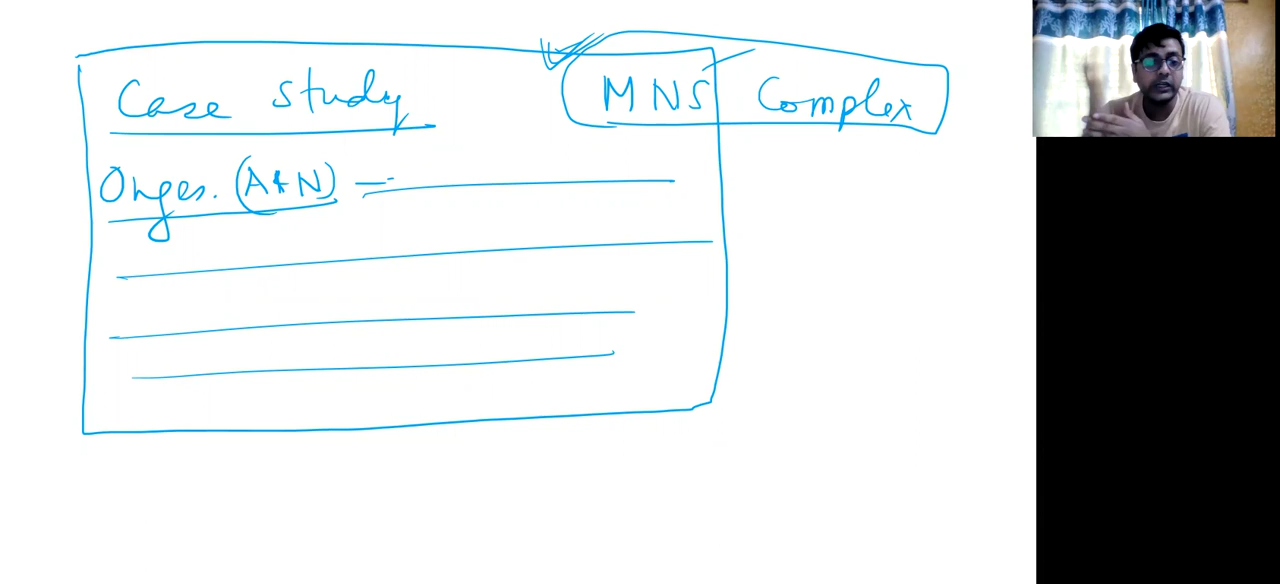 Case Study
MNS Complex
Onges. (A & N) =